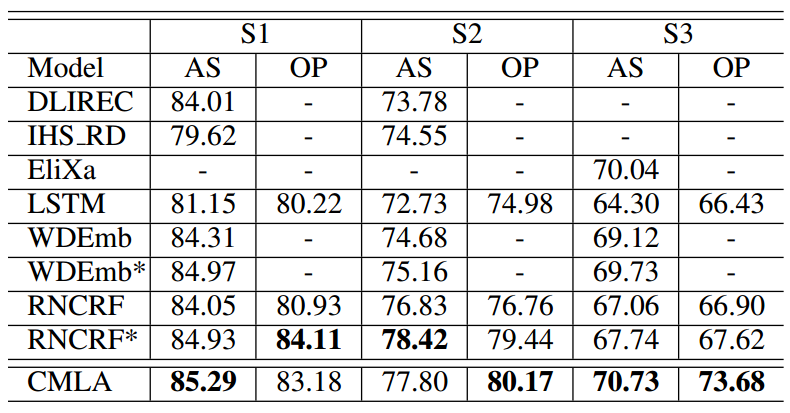 S1 S2 S3
Model AS OP AS OP AS OP
DLIREC 84.01 - 73.78 - - -
IHS_RD 79.62 - 74.55 - - -
EliXa - - - - 70.04 -
LSTM 81.15 80.22 72.73 74.98 64.30 66.43
WDEmb 84.31 - 74.68 - 69.12 -
WDEmb* 84.97 - 75.16 - 69.73 -
RNCRF 84.05 80.93 76.83 76.76 67.06 66.90
RNCRF* 84.93 84.11 78.42 79.44 67.74 67.62
CMLA 85.29 83.18 77.80 80.17 70.73 73.68